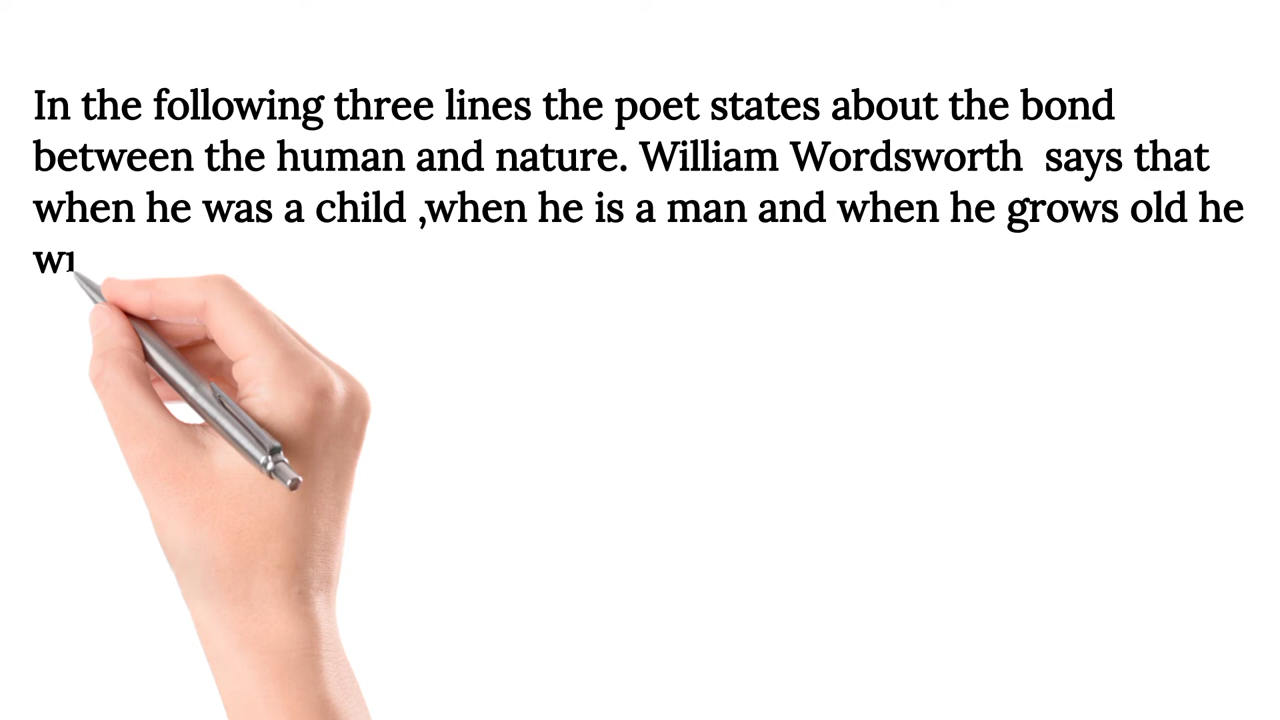 In the following three lines the poet states about the bond
between the human and nature. William Wordsworth  says that
when he was a child ,when he is a man and when he grows old he